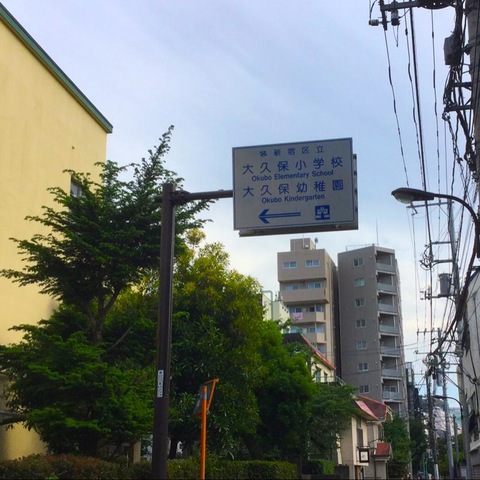 新宿区立
大久保小学校
Okubo Elementary School
大久保幼稚園
Okubo Kindergarten